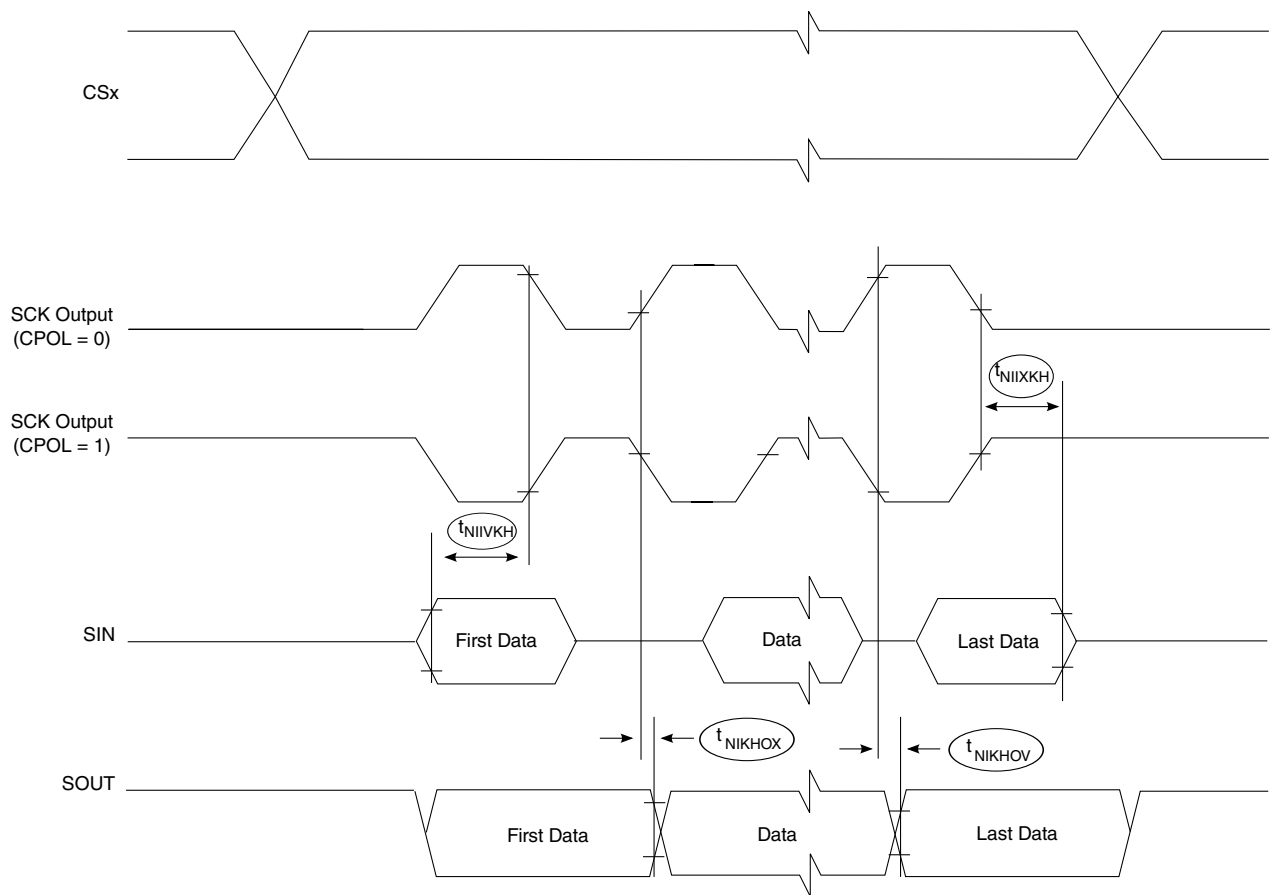 CSx
SCK Output
(CPOL = 0)
tNIIXKH
SCK Output
(CPOL = 1)
tNIIVKH
SIN
First Data
Data
Last Data
tNIKHOX
tNIKHOV
SOUT
First Data
Data
Last Data